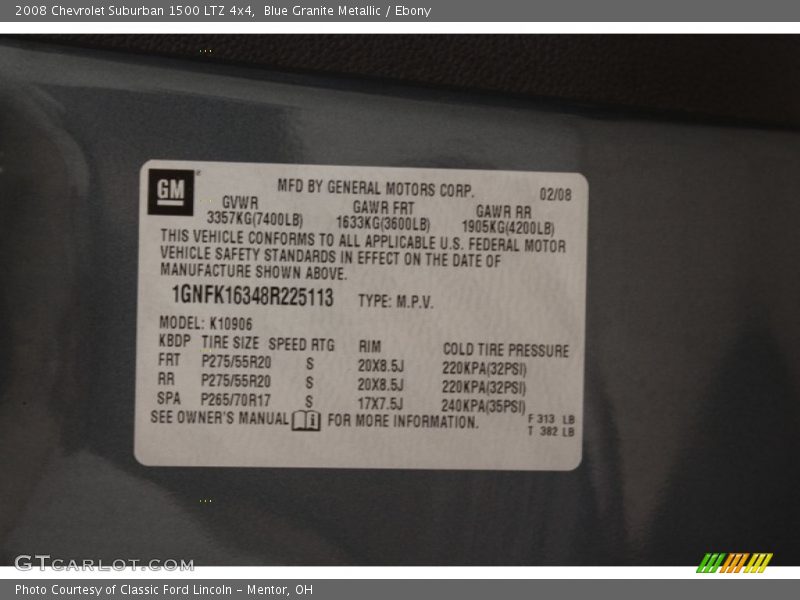 2008 Chevrolet Suburban 1500 LTZ 4x4, Blue Granite Metallic / Ebony
GM
MFD BY GENERAL MOTORS CORP. 02/08
GVWR GAWR FRT GAWR RR
3357KG(7400LB) 1633KG(3600LB) 1905KG(4200LB)
THIS VEHICLE CONFORMS TO ALL APPLICABLE U.S. FEDERAL MOTOR
VEHICLE SAFETY STANDARDS IN EFFECT ON THE DATE OF
MANUFACTURE SHOWN ABOVE.
1GNFK16348R225113 TYPE: M.P.V.
MODEL: K10906
KBDP TIRE SIZE SPEED RTG RIM COLD TIRE PRESSURE
FRT P275/55R20 S 20X8.5J 220KPA(32PSI)
RR P275/55R20 S 20X8.5J 220KPA(32PSI)
SPA P265/70R17 S 17X7.5J 240KPA(35PSI)
SEE OWNER'S MANUAL i FOR MORE INFORMATION.
F 313 LB
T 382 LB
GTCARLOT.COM
Photo Courtesy of Classic Ford Lincoln - Mentor, OH